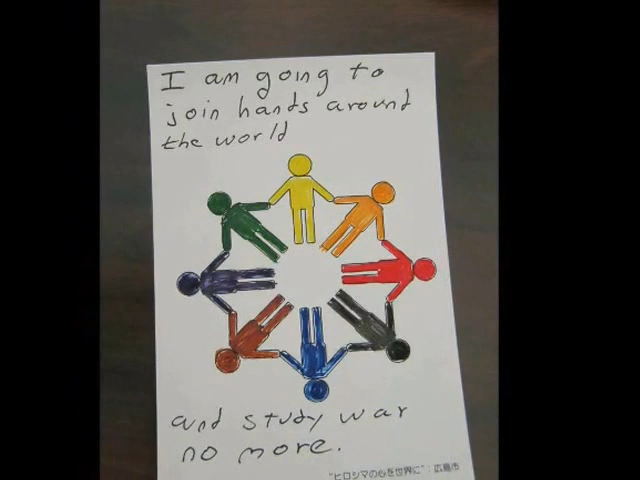 I am going to
join hands around
the world
and study war
no more.
"ヒロシマの心を世界に":広島市